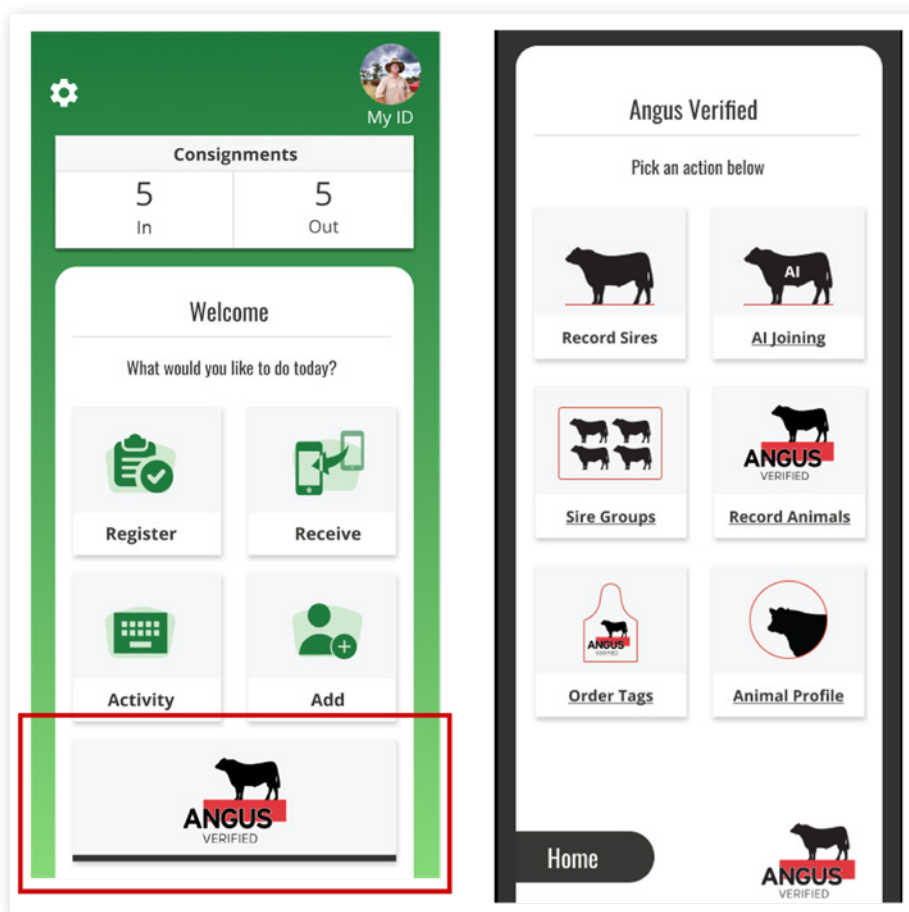 My ID
Consignments
5 5
In Out
Welcome
What would you like to do today?
Register Receive
Activity Add
ANGUS
VERIFIED
Angus Verified
Pick an action below
AI
Record Sires AI Joining
ANGUS
VERIFIED
Sire Groups Record Animals
ANGUS
VERIFIED
Order Tags Animal Profile
Home
ANGUS
VERIFIED